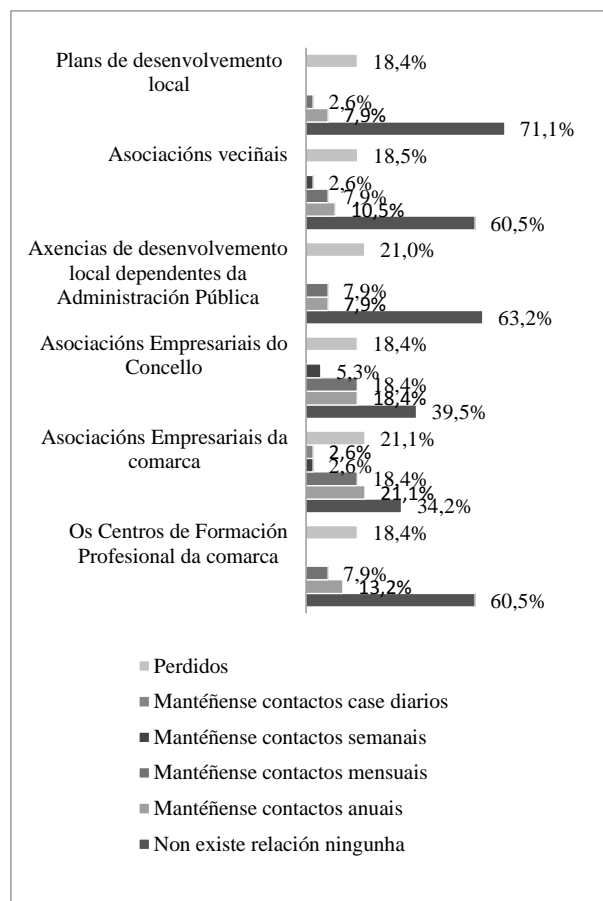 Plans de desenvolvemento
local
18,4%
2,6%
7,9%
71,1%
Asociacións veciñais
18,5%
2,6%
7,9%
10,5%
60,5%
Axencias de desenvolvemento
local dependentes da
Administración Pública
21,0%
7,9%
7,9%
63,2%
Asociacións Empresariais do
Concello
18,4%
5,3%
18,4%
18,4%
39,5%
Asociacións Empresariais da
comarca
21,1%
2,6%
2,6%
18,4%
21,1%
34,2%
Os Centros de Formación
Profesional da comarca
18,4%
7,9%
13,2%
60,5%
Perdidos
Mantéñense contactos case diarios
Mantéñense contactos semanais
Mantéñense contactos mensuais
Mantéñense contactos anuais
Non existe relación ningunha